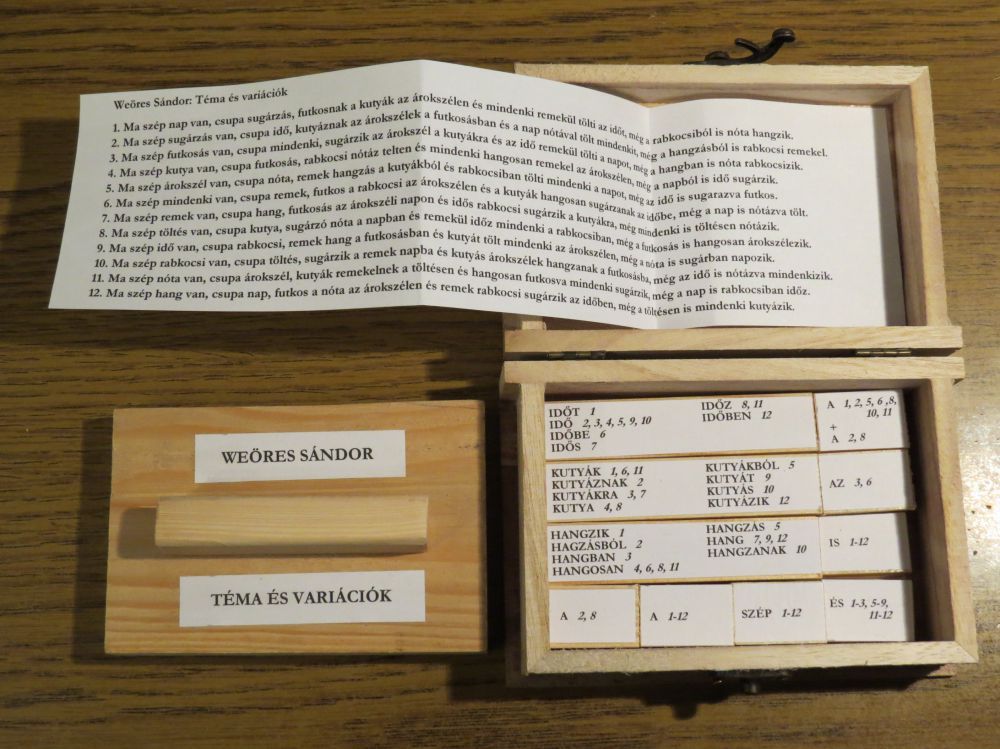 Weöres Sándor: Téma és variációk
1. Ma szép nap van, csupa sugárzás, futkosnak a kutyák az árokszélen és mindenki remekül tölti az időt, még a rabkocsiból is nóta hangzik.
2. Ma szép sugárzás van, csupa idő, kutyáznak az árokszélek a futkosásban és a nap nótával tölt mindenkit, még a hangzásból is rabkocsi remekel.
3. Ma szép futkosás van, csupa mindenki, sugárzik az árokszél a kutyákra és az idő remekül tölti a napot, még a hangban is nóta rabkocsizik.
4. Ma szép kutya van, csupa futkosás, rabkocsi nótáz telten és mindenki hangosan remekel az árokszélen, még a napból is idő sugárzik.
5. Ma szép árokszél van, csupa nóta, remek hangzás a kutyákból és rabkocsiban tölti mindenki a napot, még az idő is sugarazva futkos.
6. Ma szép mindenki van, csupa remek, futkos a rabkocsi az árokszélen és a kutyák hangosan sugárzanak az időbe, még a nap is nótázva tölt.
7. Ma szép remek van, csupa hang, futkosás az árokszéli napon és idős rabkocsi sugárzik a kutyákra, még mindenki is töltésen nótázik.
8. Ma szép töltés van, csupa kutya, sugárzó nóta a napban és remekül időz mindenki a rabkocsiban, még a futkosás is hangosan árokszélezik.
9. Ma szép idő van, csupa rabkocsi, remek hang a futkosásban és kutyát tölt mindenki az árokszélen, még a nóta is sugárban napozik.
10. Ma szép rabkocsi van, csupa töltés, sugárzik a remek napba és kutyás árokszélek hangzanak a futkosásba, még az idő is nótázva mindenkizik.
11. Ma szép nóta van, csupa árokszél, kutyák remekelnek a töltésen és hangosan futkosva mindenki sugárzik, még a nap is rabkocsiban időz.
12. Ma szép hang van, csupa nap, futkos a nóta az árokszélen és remek rabkocsi sugárzik az időben, még a töltésen is mindenki kutyázik.
WEÖRES SÁNDOR
TÉMA ÉS VARIÁCIÓK
IDŐT 1
IDŐ 2, 3, 4, 5, 9, 10
IDŐBE 6
IDŐS 7
IDŐZ 8, 11
IDŐBEN 12
A 1, 2, 5, 6 ,8,
10, 11
+
A 2, 8
KUTYÁK 1, 6, 11
KUTYÁZNAK 2
KUTYÁKRA 3, 7
KUTYA 4, 8
KUTYÁKBÓL 5
KUTYÁT 9
KUTYÁS 10
KUTYÁZIK 12
AZ 3, 6
HANGZIK 1
HAGZÁSBÓL 2
HANGBAN 3
HANGOSAN 4, 6, 8, 11
HANGZÁS 5
HANG 7, 9, 12
HANGZANAK 10
IS 1-12
A 2, 8
A 1-12
SZÉP 1-12
ÉS 1-3, 5-9,
11-12